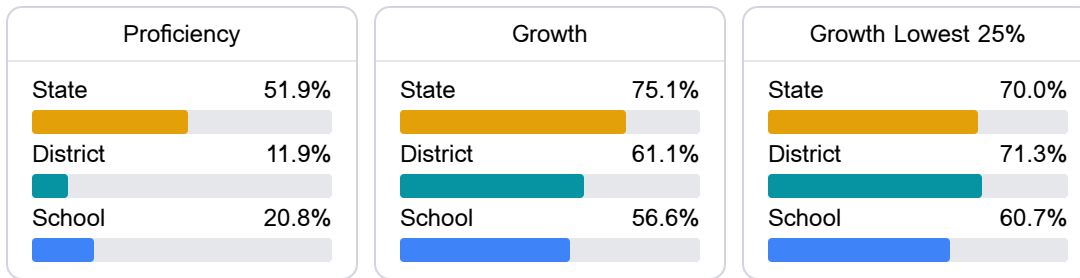 Proficiency
State 51.9%
District 11.9%
School 20.8%
Growth
State 75.1%
District 61.1%
School 56.6%
Growth Lowest 25%
State 70.0%
District 71.3%
School 60.7%